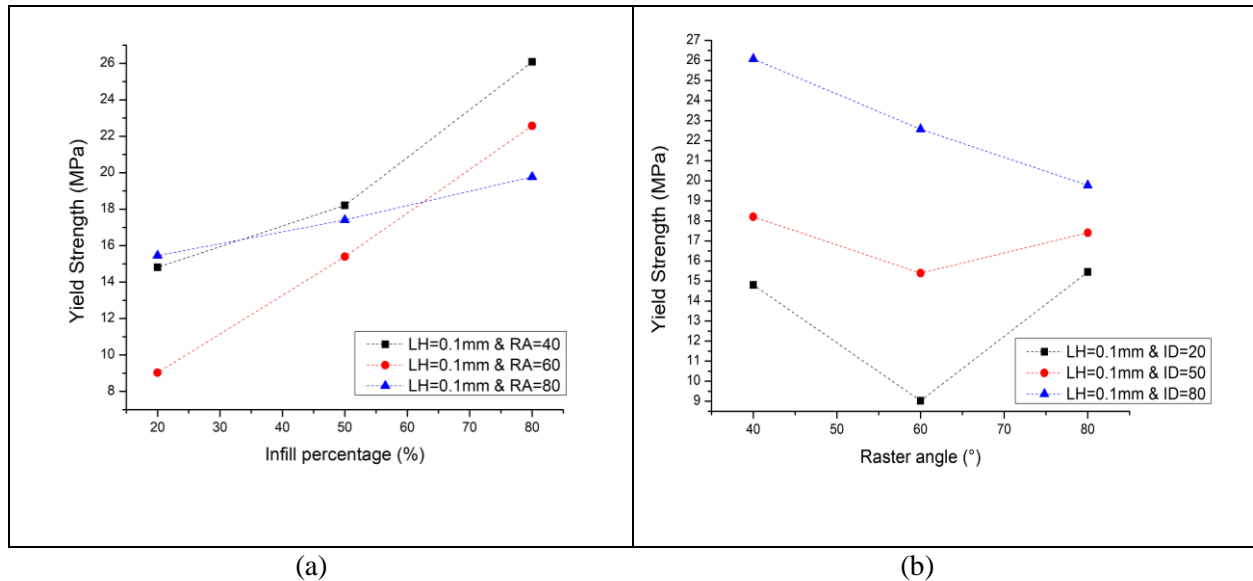 26
24
22
20
18
16
14
12
10
8
Yield Strength (MPa)
20 30 40 50 60 70 80
Infill percentage (%)
LH=0.1mm & RA=40
LH=0.1mm & RA=60
LH=0.1mm & RA=80
(a)
27
26
25
24
23
22
21
20
19
18
17
16
15
14
13
12
11
10
9
Yield Strength (MPa)
40 50 60 70 80
Raster angle (°)
LH=0.1mm & ID=20
LH=0.1mm & ID=50
LH=0.1mm & ID=80
(b)